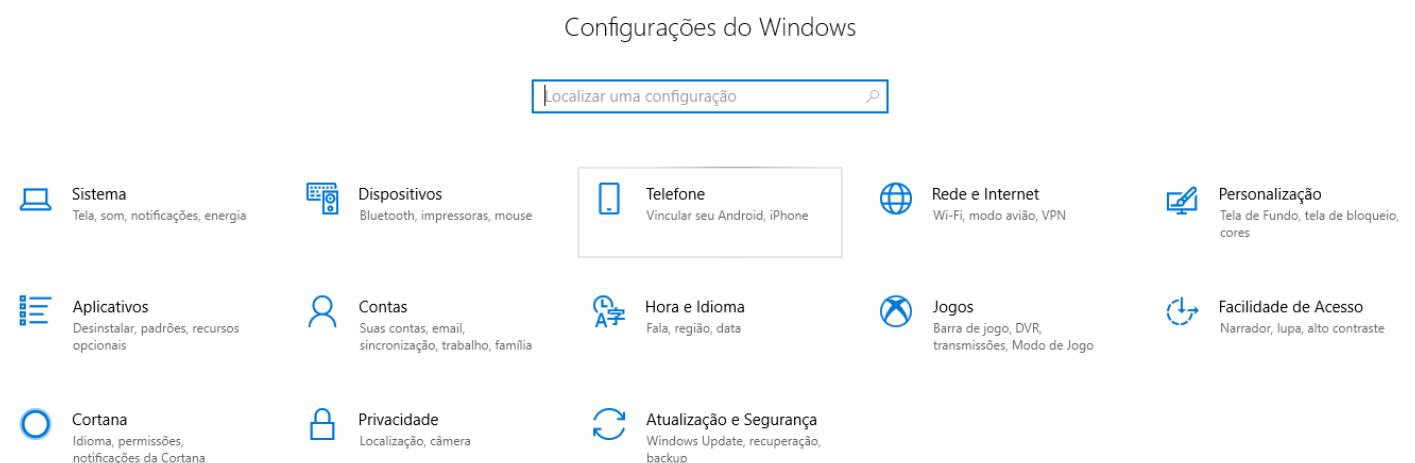 Configurações do Windows
Localizar uma configuração
Sistema
Tela, som, notificações, energia
Dispositivos
Bluetooth, impressoras, mouse
Telefone
Vincular seu Android, iPhone
Rede e Internet
Wi-Fi, modo avião, VPN
Personalização
Tela de Fundo, tela de bloqueio,
cores
Aplicativos
Desinstalar, padrões, recursos
opcionais
Contas
Suas contas, email,
sincronização, trabalho, família
Hora e Idioma
Fala, região, data
Jogos
Barra de jogo, DVR,
transmissões, Modo de Jogo
Facilidade de Acesso
Narrador, lupa, alto contraste
Cortana
Idioma, permissões,
notificações da Cortana
Privacidade
Localização, câmera
Atualização e Segurança
Windows Update, recuperação,
backup